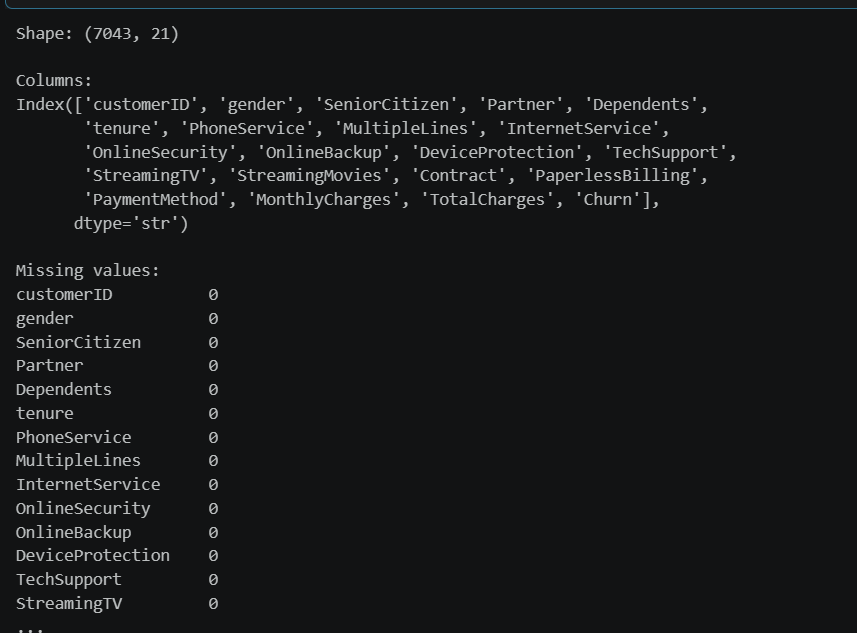 Shape: (7043, 21)
Columns:
Index(['customerID', 'gender', 'SeniorCitizen', 'Partner', 'Dependents',
'tenure', 'PhoneService', 'MultipleLines', 'InternetService',
'OnlineSecurity', 'OnlineBackup', 'DeviceProtection', 'TechSupport',
'StreamingTV', 'StreamingMovies', 'Contract', 'PaperlessBilling',
'PaymentMethod', 'MonthlyCharges', 'TotalCharges', 'Churn'],
dtype='str')
Missing values:
customerID 0
gender 0
SeniorCitizen 0
Partner 0
Dependents 0
tenure 0
PhoneService 0
MultipleLines 0
InternetService 0
OnlineSecurity 0
OnlineBackup 0
DeviceProtection 0
TechSupport 0
StreamingTV 0
...